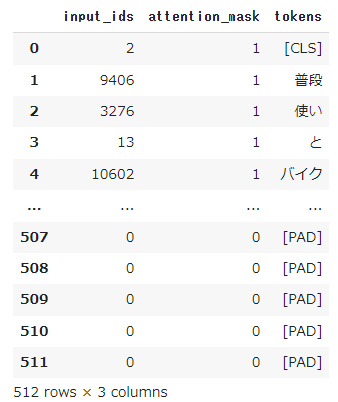 input_ids attention_mask tokens
0 2 1 [CLS]
1 9406 1 普段
2 3276 1 使い
3 13 1 と
4 10602 1 バイク
... ... ... ...
507 0 0 [PAD]
508 0 0 [PAD]
509 0 0 [PAD]
510 0 0 [PAD]
511 0 0 [PAD]
512 rows × 3 columns